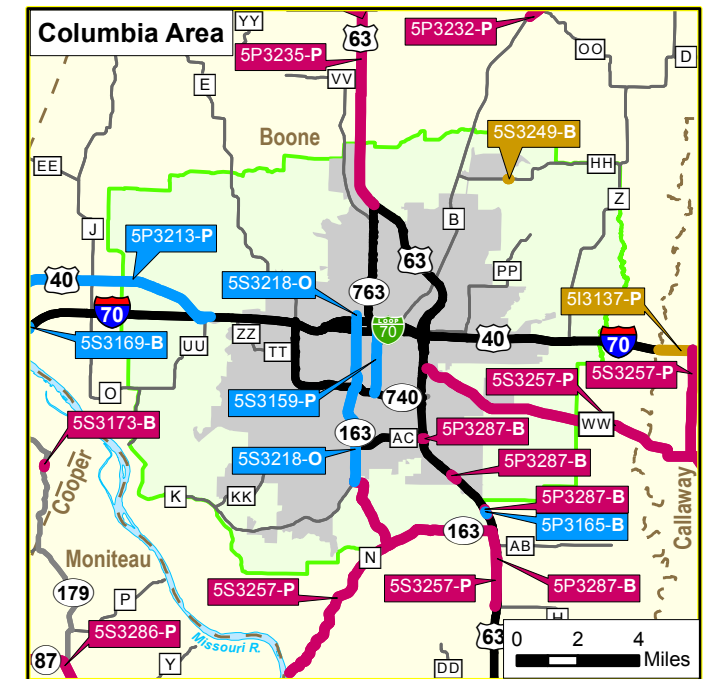 Columbia Area
YY
63
5P3232-P
OO
D
5P3235-P
VV
E
Boone
5S3249-B
EE
HH
Z
J
B
5P3213-P
63
40
5S3218-O
763
PP
70
LOOP
70
5I3137-P
5S3169-B
ZZ
40
70
UU
TT
5S3257-P
5S3257-P
O
5S3159-P
740
WW
5S3173-B
163
AC
5P3287-B
5S3218-O
5P3287-B
Cooper
K
KK
5P3287-B
5P3165-B
Callaway
163
AB
Moniteau
N
179
P
5S3257-P
5S3257-P
5P3287-B
H
5S3286-P
Missouri R.
63
0 2 4
Miles
87
Y
DD